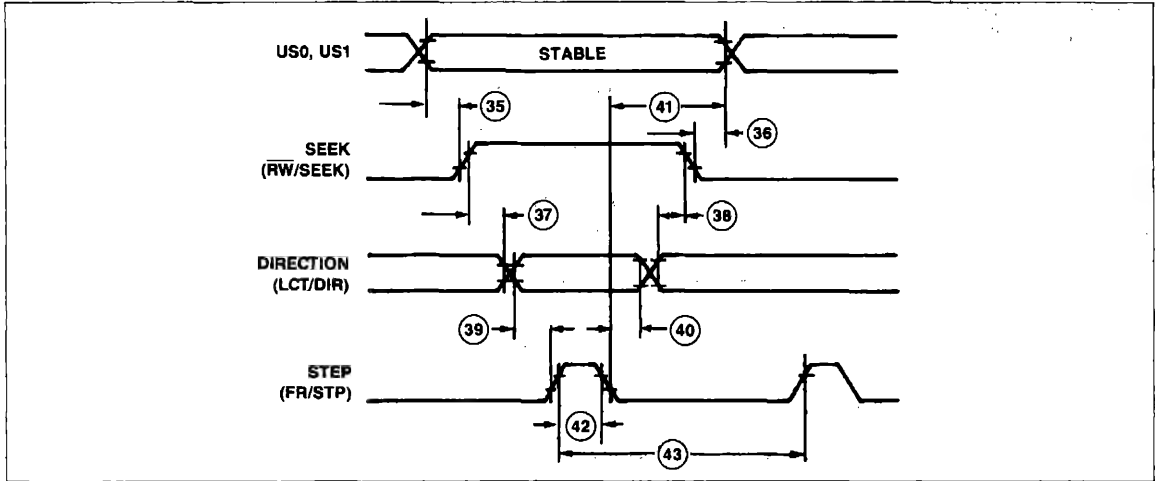 US0, US1
STABLE
35
41
36
SEEK
(R̅W̅/SEEK)
37
38
DIRECTION
(LCT/DIR)
39
40
STEP
(FR/STP)
42
43